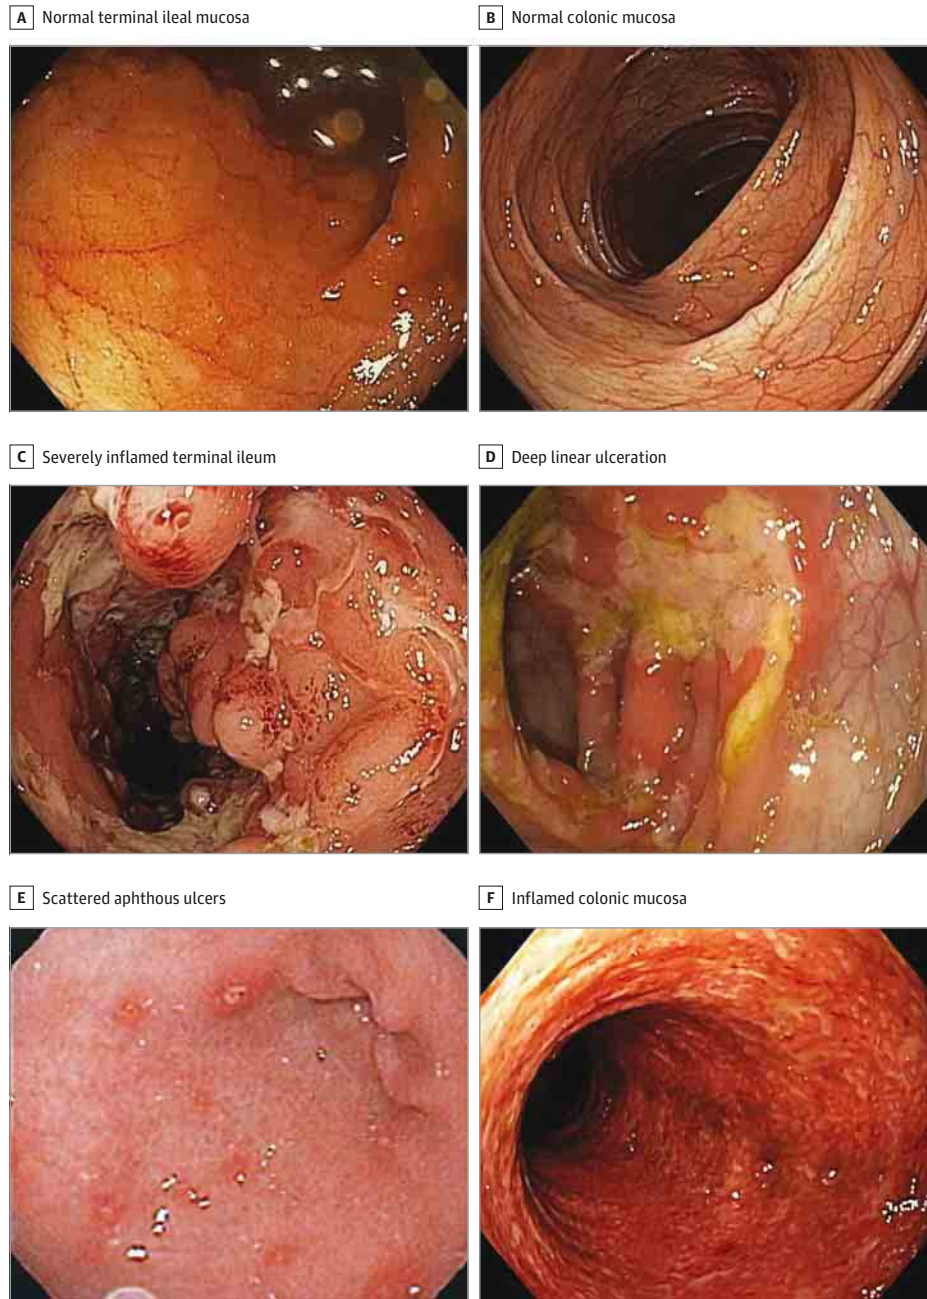 A Normal terminal ileal mucosa
B Normal colonic mucosa
C Severely inflamed terminal ileum
D Deep linear ulceration
E Scattered aphthous ulcers
F Inflamed colonic mucosa